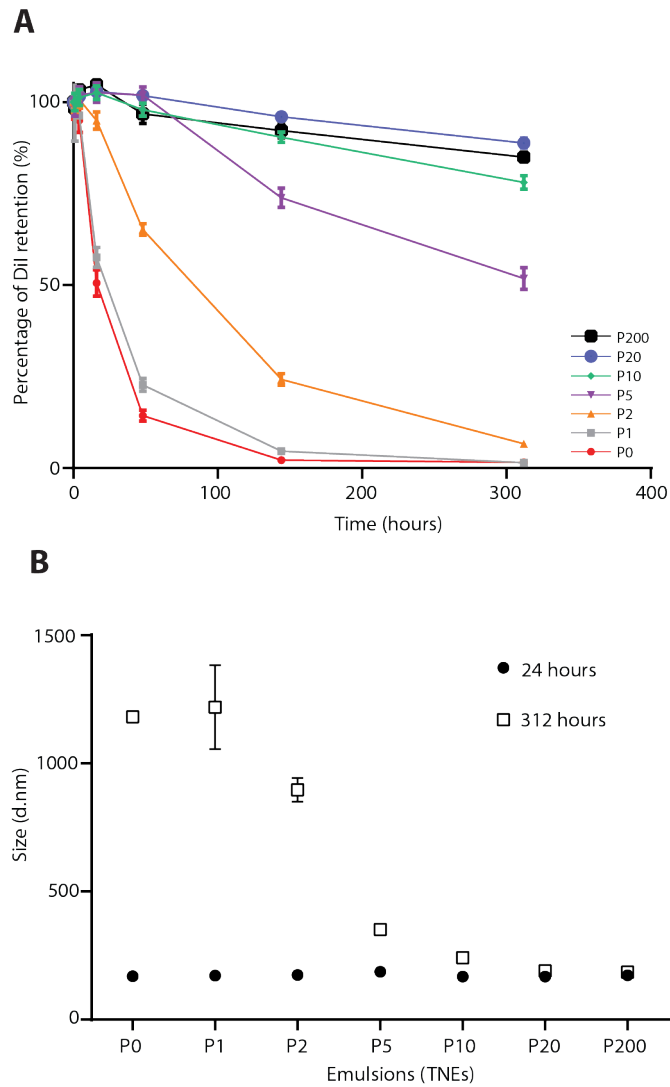 A
Percentage of DiI retention (%)
100
50
0
0 100 200 300 400
Time (hours)
P200
P20
P10
P5
P2
P1
P0
B
Size (d.nm)
1500
1000
500
0
24 hours
312 hours
P0 P1 P2 P5 P10 P20 P200
Emulsions (TNEs)